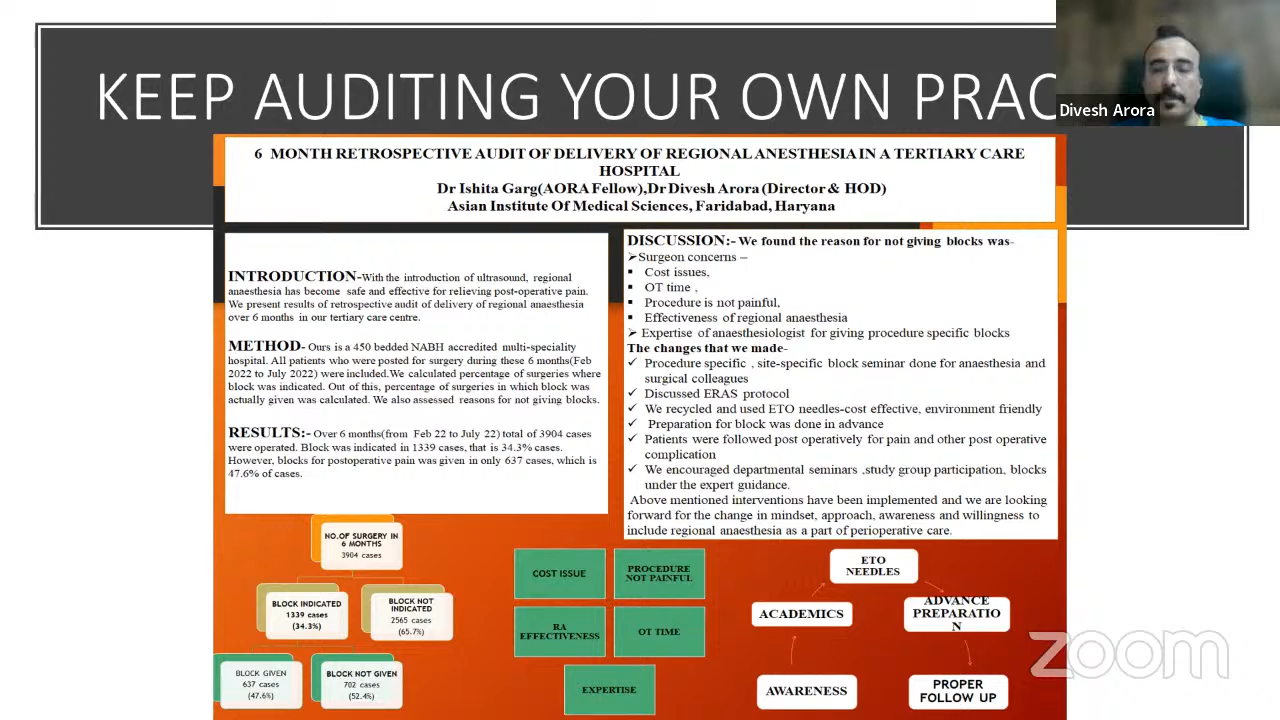 KEEP AUDITING YOUR OWN PRAC
Divesh Arora
6 MONTH RETROSPECTIVE AUDIT OF DELIVERY OF REGIONAL ANESTHESIA IN A TERTIARY CARE
HOSPITAL
Dr Ishita Garg(AORA Fellow),Dr Divesh Arora (Director & HOD)
Asian Institute Of Medical Sciences, Faridabad, Haryana
INTRODUCTION-With the introduction of ultrasound, regional
anaesthesia has become safe and effective for relieving post-operative pain.
We present results of retrospective audit of delivery of regional anaesthesia
over 6 months in our tertiary care centre.
METHOD- Ours is a 450 bedded NABH accredited multi-speciality
hospital. All patients who were posted for surgery during these 6 months(Feb
2022 to July 2022) were included.We calculated percentage of surgeries where
block was indicated. Out of this, percentage of surgeries in which block was
actually given was calculated. We also assessed reasons for not giving blocks.
RESULTS:- Over 6 months(from Feb 22 to July 22) total of 3904 cases
were operated. Block was indicated in 1339 cases, that is 34.3% cases.
However, blocks for postoperative pain was given in only 637 cases, which is
47.6% of cases.
DISCUSSION:- We found the reason for not giving blocks was-
➢Surgeon concerns –
▪ Cost issues,
▪ OT time ,
▪ Procedure is not painful,
▪ Effectiveness of regional anaesthesia
➢ Expertise of anaesthesiologist for giving procedure specific blocks
The changes that we made-
✓ Procedure specific , site-specific block seminar done for anaesthesia and
surgical colleagues
✓ Discussed ERAS protocol
✓ We recycled and used ETO needles-cost effective, environment friendly
✓ Preparation for block was done in advance
✓ Patients were followed post operatively for pain and other post operative
complication
✓ We encouraged departmental seminars ,study group participation, blocks
under the expert guidance.
Above mentioned interventions have been implemented and we are looking
forward for the change in mindset, approach, awareness and willingness to
include regional anaesthesia as a part of perioperative care.
NO.OF SURGERY IN
6 MONTHS
3904 cases
BLOCK INDICATED
1339 cases
(34.3%)
BLOCK NOT
INDICATED
2565 cases
(65.7%)
BLOCK GIVEN
637 cases
(47.6%)
BLOCK NOT GIVEN
702 cases
(52.4%)
COST ISSUE
PROCEDURE
NOT PAINFUL
RA
EFFECTIVENESS
OT TIME
EXPERTISE
ETO
NEEDLES
ACADEMICS
ADVANCE
PREPARATIO
N
AWARENESS
PROPER
FOLLOW UP
zoom